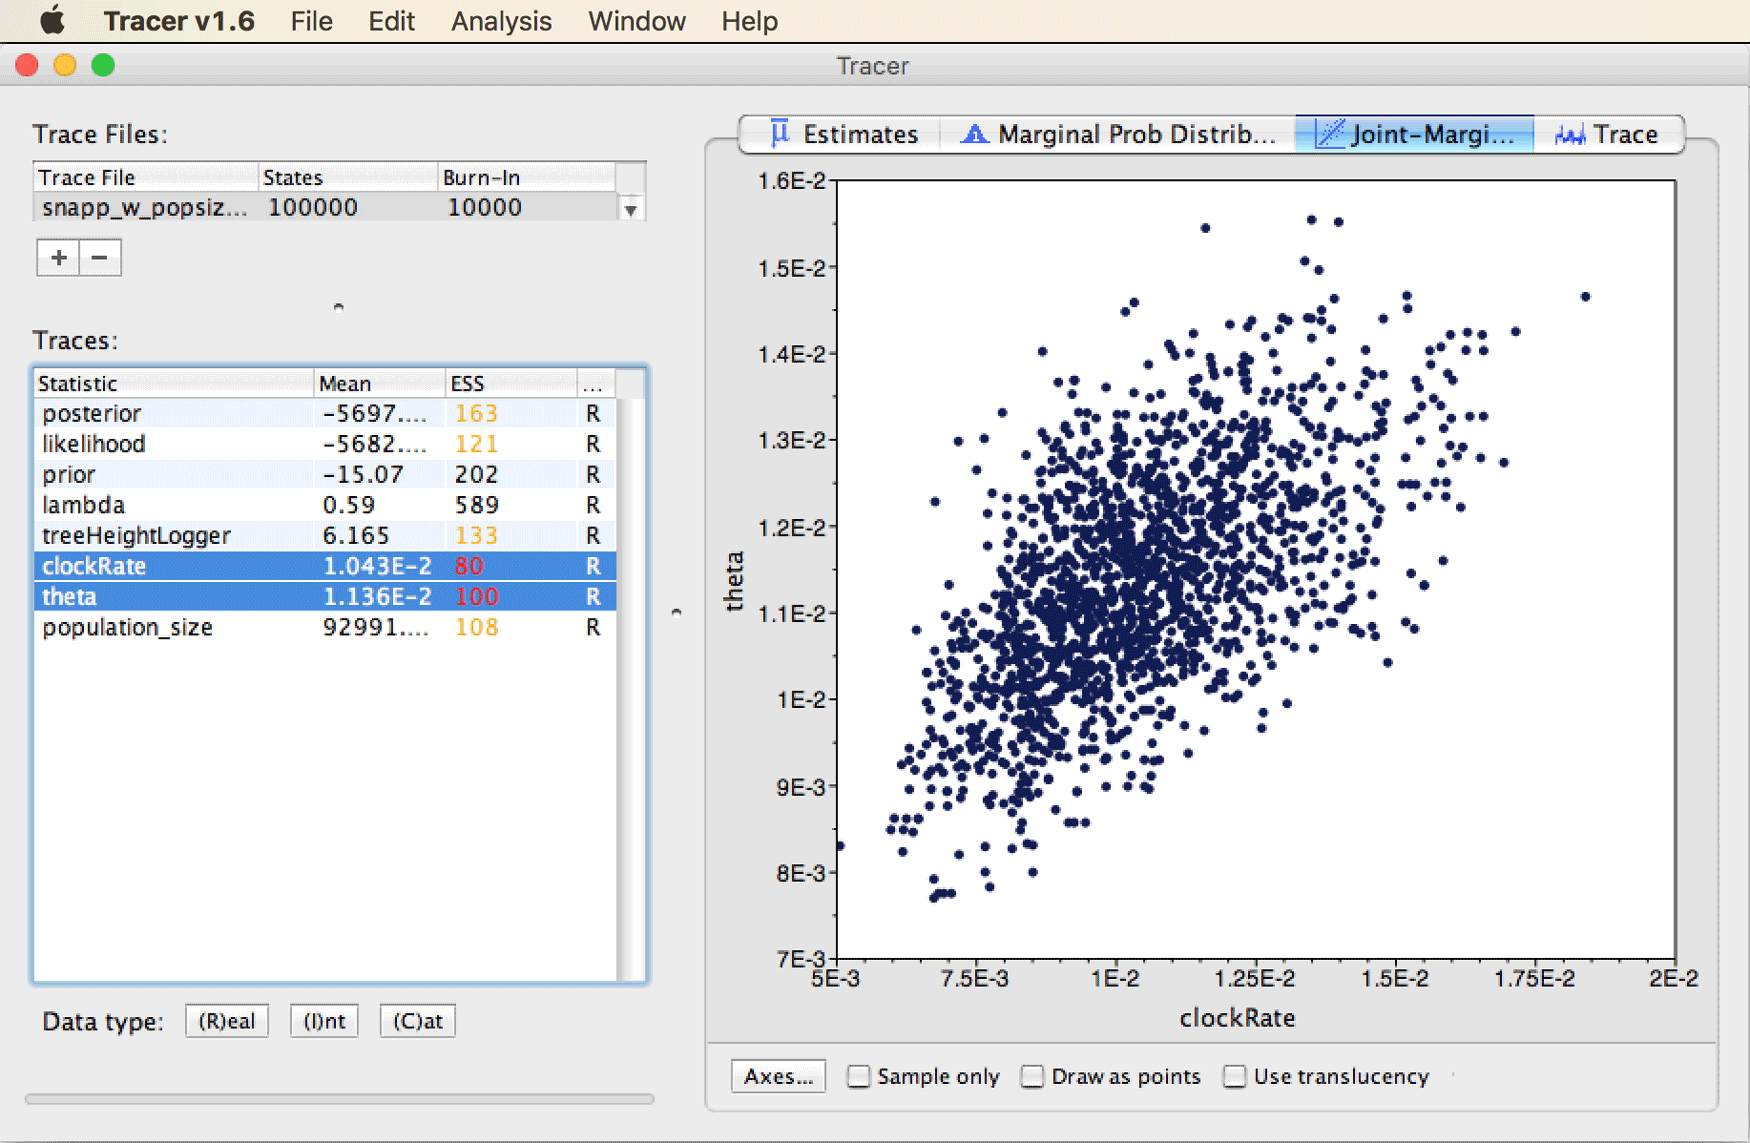 Tracer v1.6 File Edit Analysis Window Help
Tracer
Trace Files:
Trace File States Burn-In
snapp_w_popsiz... 100000 10000
+ −
Traces:
Statistic Mean ESS ...
posterior -5697.... 163 R
likelihood -5682.... 121 R
prior -15.07 202 R
lambda 0.59 589 R
treeHeightLogger 6.165 133 R
clockRate 1.043E-2 80 R
theta 1.136E-2 100 R
population_size 92991.... 108 R
Data type: (R)eal (I)nt (C)at
μ Estimates Marginal Prob Distrib... Joint-Margi... Trace
1.6E-2
1.5E-2
1.4E-2
1.3E-2
1.2E-2
1.1E-2
1E-2
9E-3
8E-3
7E-3
theta
5E-3 7.5E-3 1E-2 1.25E-2 1.5E-2 1.75E-2 2E-2
clockRate
Axes... Sample only Draw as points Use translucency